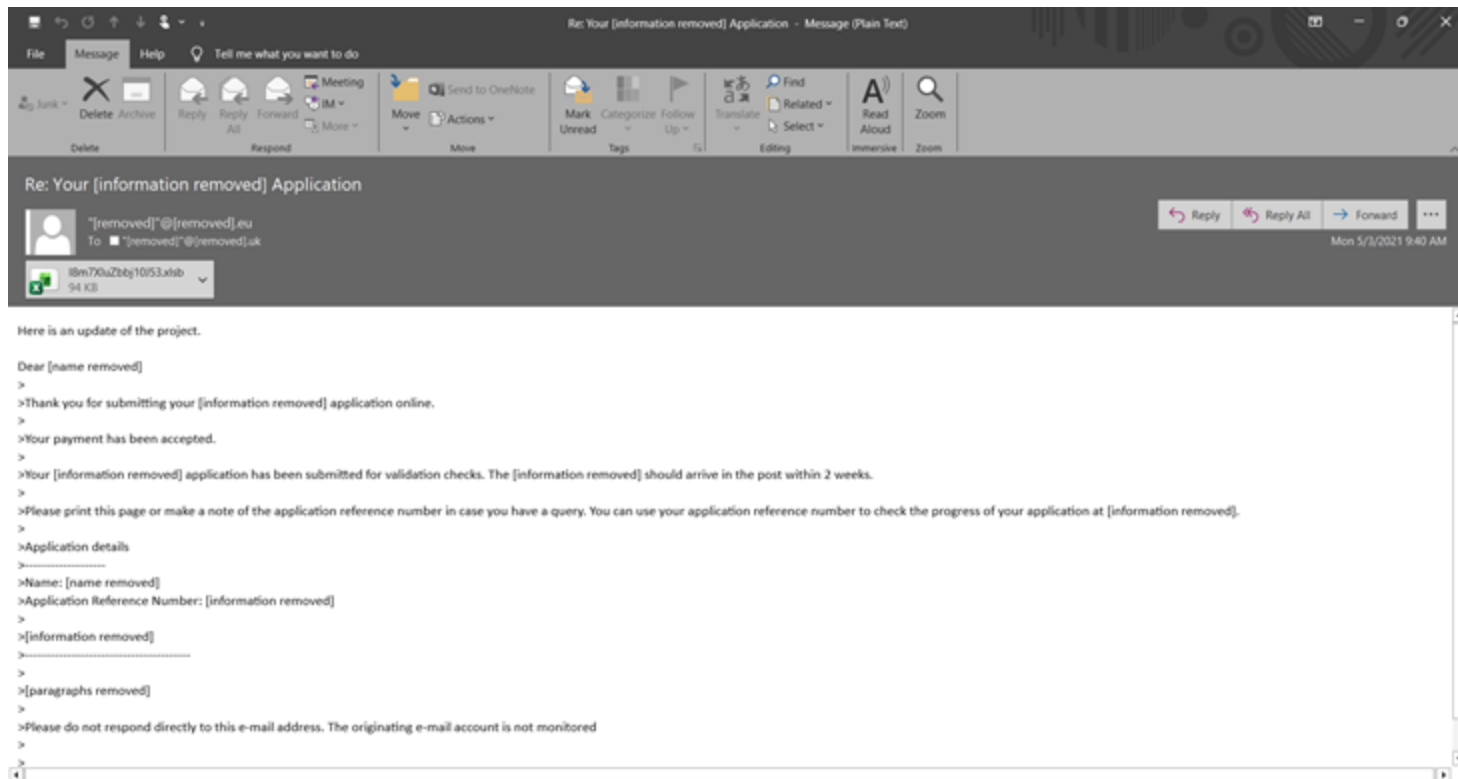 Re: Your [information removed] Application - Message (Plain Text)
File Message Help Tell me what you want to do
Junk
Delete Archive
Reply Reply All Forward
Meeting
IM
More
Move
Send to OneNote
Actions
Mark Unread
Categorize Follow Up
Translate
Find
Related
Select
Read Aloud
Zoom
Delete Respond Move Tags Editing Immersive Zoom
Re: Your [information removed] Application
"[removed]"@[removed].eu
To "[removed]"@[removed].uk
Reply Reply All Forward
Mon 5/3/2021 9:40 AM
94 KB
Here is an update of the project.
Dear [name removed]
>
>Thank you for submitting your [information removed] application online.
>
>Your payment has been accepted.
>
>Your [information removed] application has been submitted for validation checks. The [information removed] should arrive in the post within 2 weeks.
>
>Please print this page or make a note of the application reference number in case you have a query. You can use your application reference number to check the progress of your application at [information removed].
>
>Application details
>--------------------
>Name: [name removed]
>Application Reference Number: [information removed]
>
>[information removed]
>-----------------------------------------
>
>[paragraphs removed]
>
>Please do not respond directly to this e-mail address. The originating e-mail account is not monitored
>
>